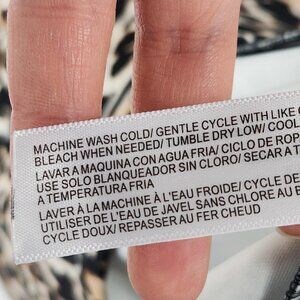 MACHINE WASH COLD/ GENTLE CYCLE WITH LIKE
BLEACH WHEN NEEDED/ TUMBLE DRY LOW/ COOL
LAVAR A MAQUINA CON AGUA FRIA/ CICLO DE
USE SOLO BLANQUEADOR SIN CLORO/ SECAR A
A TEMPERATURA FRIA
LAVER À LA MACHINE À L'EAU FROIDE/ CYCLE DE
UTILISER DE L'EAU DE JAVEL SANS CHLORE AU
CYCLE DOUX/ REPASSER AU FER CHEUD